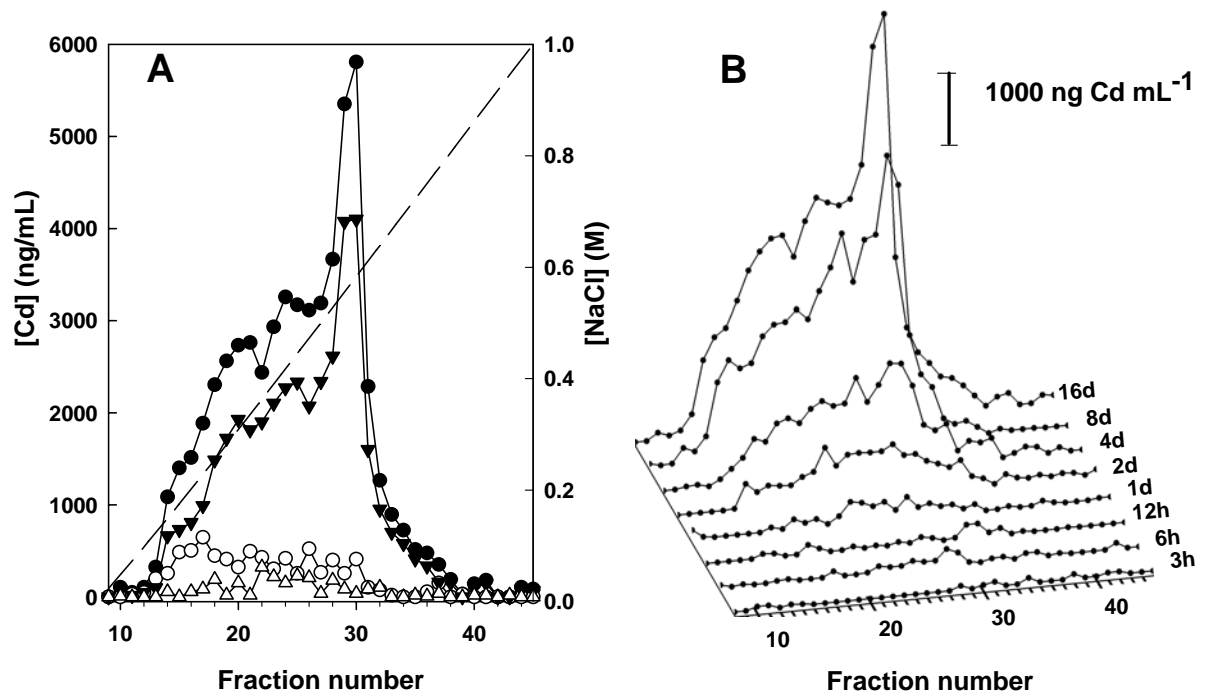 A
B
6000
5000
4000
3000
2000
1000
0
[Cd] (ng/mL)
1.0
0.8
0.6
0.4
0.2
0.0
[NaCl] (M)
10 20 30 40
Fraction number
1000 ng Cd mL-1
16d
8d
4d
2d
1d
12h
6h
3h
10 20 30 40
Fraction number